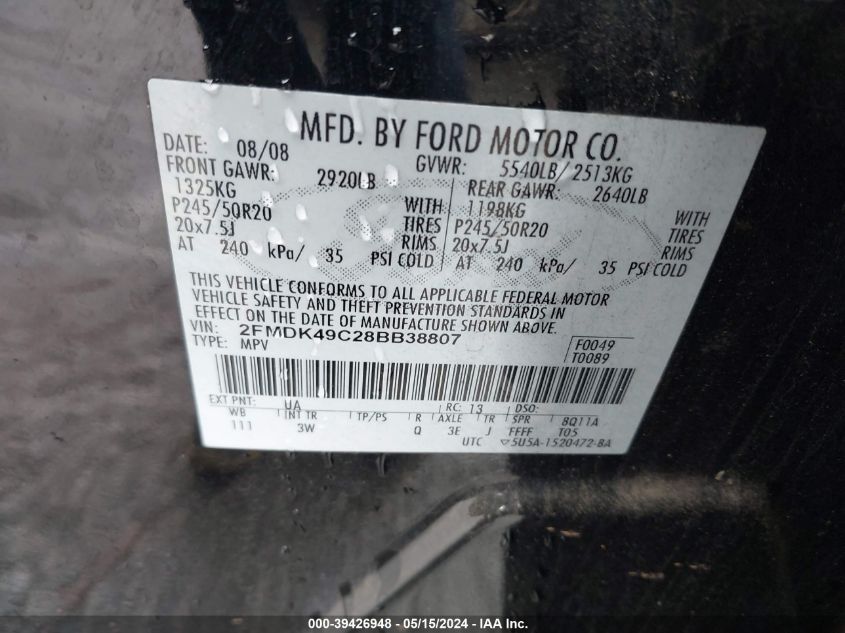 MFD. BY FORD MOTOR CO.
DATE: 08/08 GVWR: 5540LB/ 2513KG
FRONT GAWR: 2920LB REAR GAWR: 2640LB
1325KG WITH 1198KG WITH
P245/50R20 TIRES P245/50R20 TIRES
20x7.5J RIMS 20x7.5J RIMS
AT 240 kPa/ 35 PSI COLD AT 240 kPa/ 35 PSI COLD
THIS VEHICLE CONFORMS TO ALL APPLICABLE FEDERAL MOTOR
VEHICLE SAFETY AND THEFT PREVENTION STANDARDS IN
EFFECT ON THE DATE OF MANUFACTURE SHOWN ABOVE.
VIN: 2FMDK49C28BB38807 F0049
TYPE: MPV T0089
EXT PNT: UA RC: 13 DSO:
WB INT TR TP/PS R AXLE TR SPR 8Q11A
111 3W Q 3E J FFFF T05
UTC 5U5A-1520472-BA
000-39426948 - 05/15/2024 - IAA Inc.